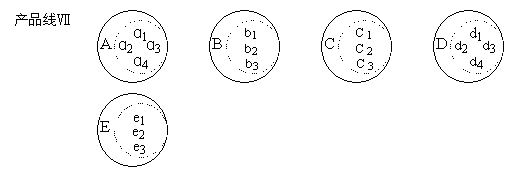 产品线Ⅶ
A a₁ a₂ a₃ a₄
B b₁ b₂ b₃
C C₁ C₂ C₃
D d₁ d₂ d₃ d₄
E e₁ e₂ e₃